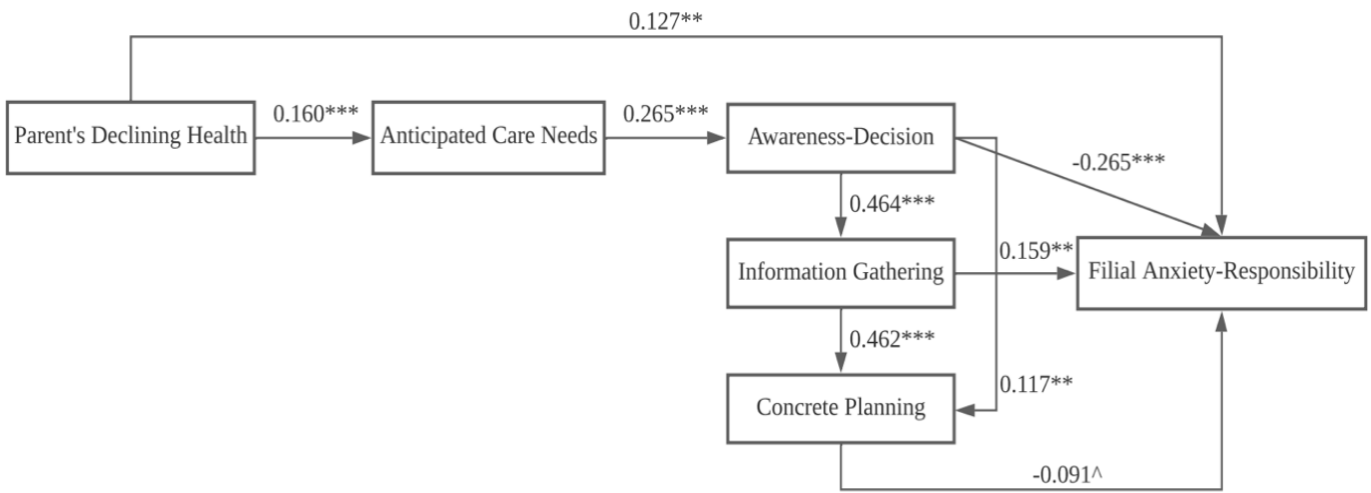 0.127**
0.160***
0.265***
Parent's Declining Health
Anticipated Care Needs
Awareness-Decision
-0.265***
0.464***
0.159**
Information Gathering
Filial Anxiety-Responsibility
0.462***
0.117**
Concrete Planning
-0.091^